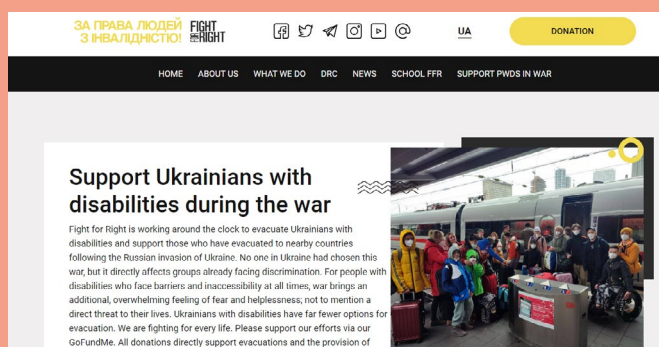 ЗА ПРАВА ЛЮДЕЙ
З ІНВАЛІДНІСТЮ!
FIGHT
FOR RIGHT
UA
DONATION
HOME ABOUT US WHAT WE DO DRC NEWS SCHOOL FFR SUPPORT PWDS IN WAR
Support Ukrainians with
disabilities during the war
Fight for Right is working around the clock to evacuate Ukrainians with
disabilities and support those who have evacuated to nearby countries
following the Russian invasion of Ukraine. No one in Ukraine had chosen this
war, but it directly affects groups already facing discrimination. For people with
disabilities who face barriers and inaccessibility at all times, war brings an
additional, overwhelming feeling of fear and helplessness; not to mention a
direct threat to their lives. Ukrainians with disabilities have far fewer options for
evacuation. We are fighting for every life. Please support our efforts via our
GoFundMe. All donations directly support evacuations and the provision of